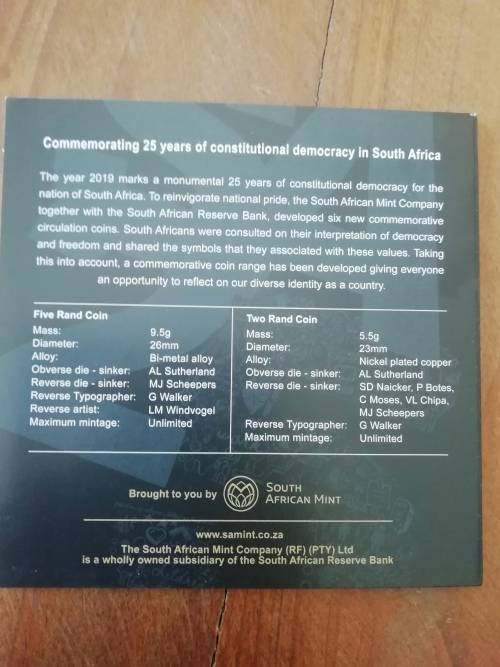 Commemorating 25 years of constitutional democracy in South Africa
The year 2019 marks a monumental 25 years of constitutional democracy for the
nation of South Africa. To reinvigorate national pride, the South African Mint Company
together with the South African Reserve Bank, developed six new commemorative
circulation coins. South Africans were consulted on their interpretation of democracy
and freedom and shared the symbols that they associated with these values. Taking
this into account, a commemorative coin range has been developed giving everyone
an opportunity to reflect on our diverse identity as a country.
Five Rand Coin
Mass: 9.5g
Diameter: 26mm
Alloy: Bi-metal alloy
Obverse die - sinker: AL Sutherland
Reverse die - sinker: MJ Scheepers
Reverse Typographer: G Walker
Reverse artist: LM Windvogel
Maximum mintage: Unlimited
Two Rand Coin
Mass: 5.5g
Diameter: 23mm
Alloy: Nickel plated copper
Obverse die - sinker: AL Sutherland
Reverse die - sinker: SD Naicker, P Botes,
C Moses, VL Chipa,
MJ Scheepers
Reverse Typographer: G Walker
Maximum mintage: Unlimited
Brought to you by
SOUTH
AFRICAN MINT
www.samint.co.za
The South African Mint Company (RF) (PTY) Ltd
is a wholly owned subsidiary of the South African Reserve Bank